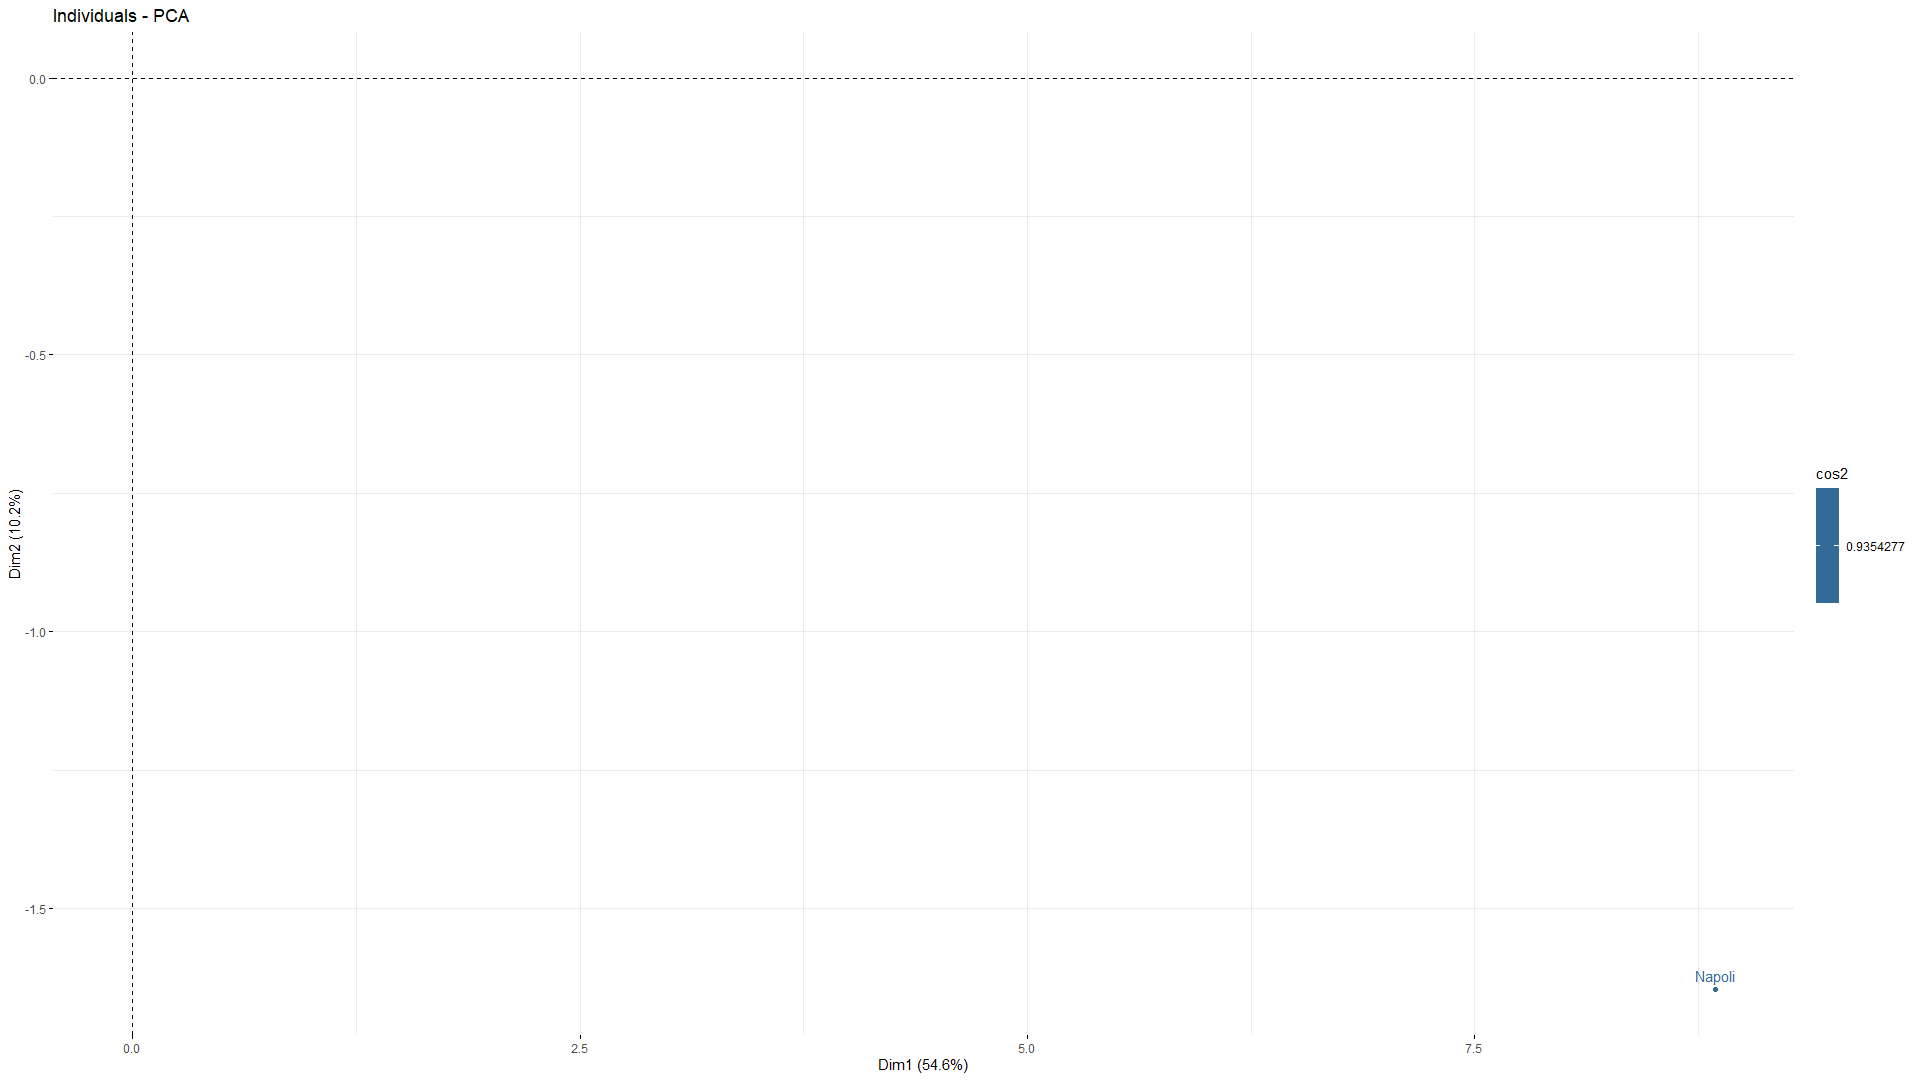 Individuals - PCA
0.0
-0.5
-1.0
-1.5
Dim2 (10.2%)
cos2
0.9354277
Napoli
0.0
2.5
5.0
7.5
Dim1 (54.6%)